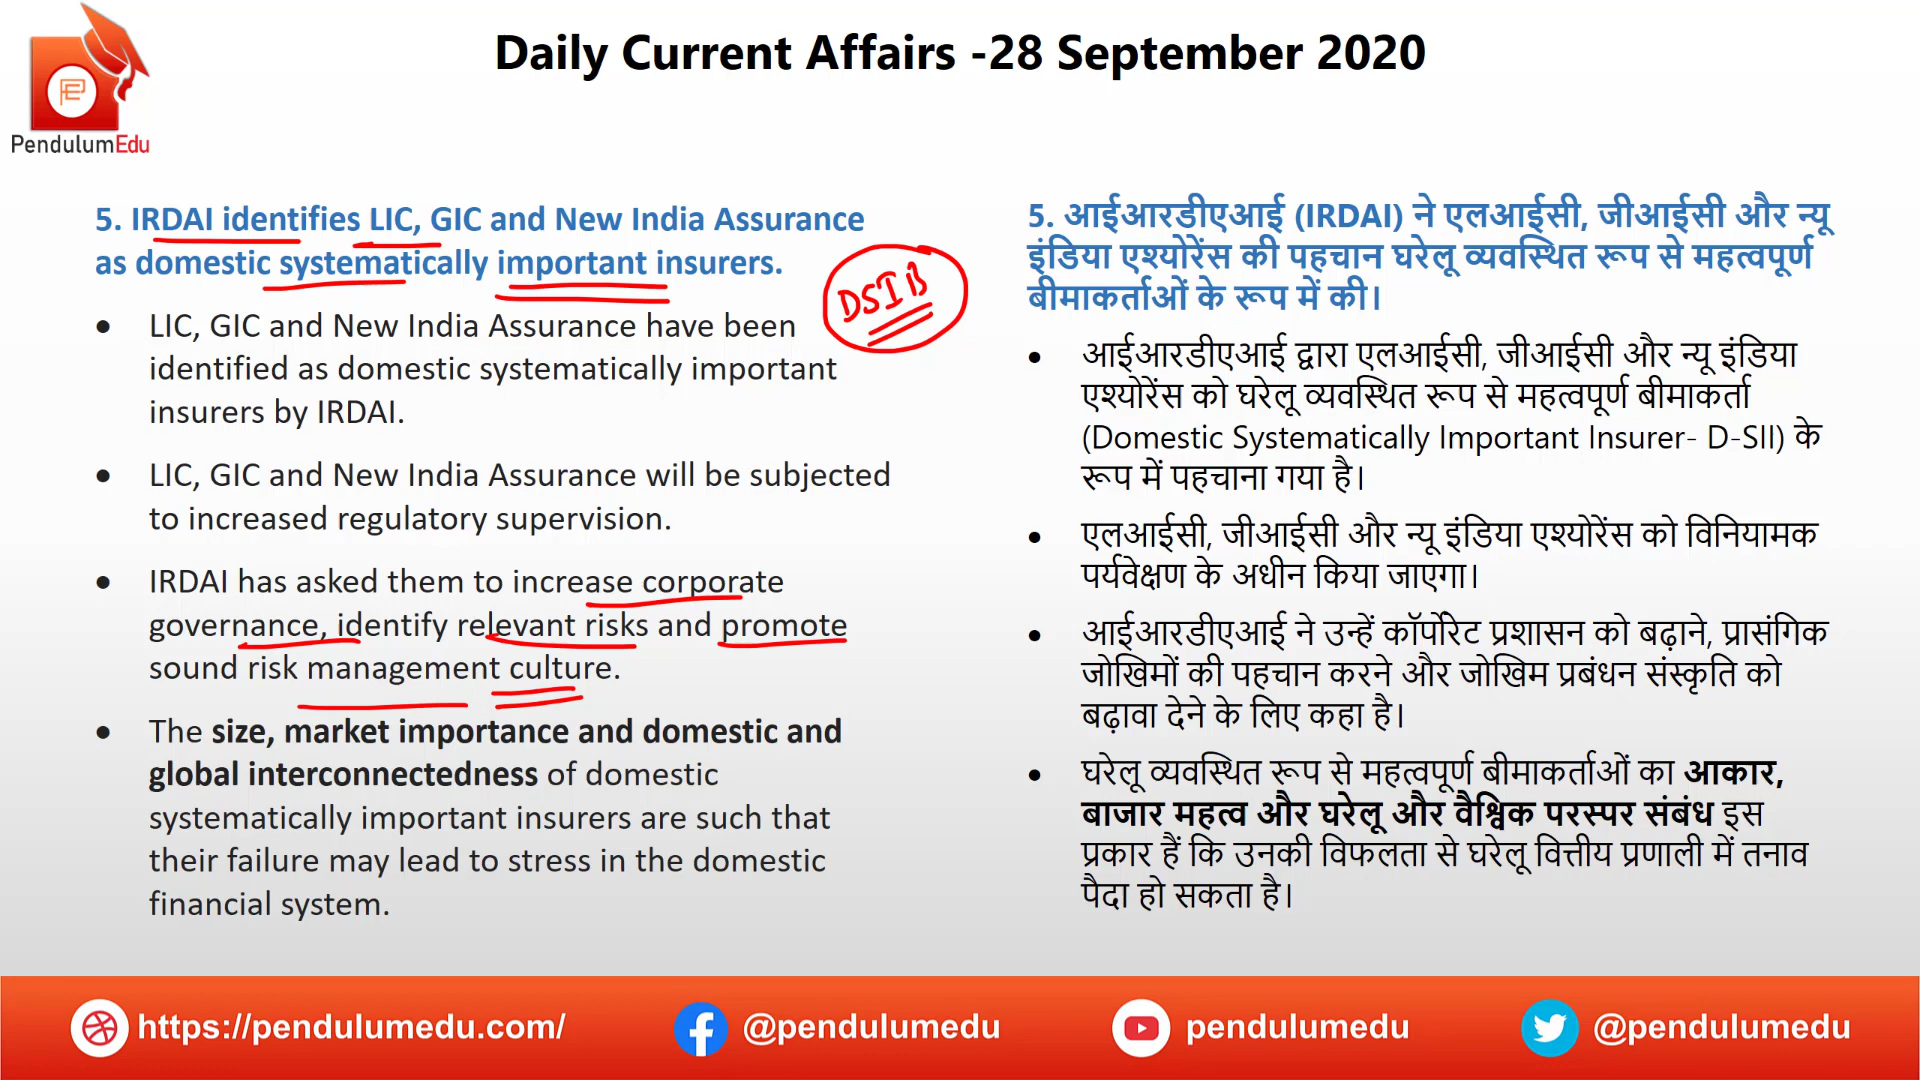 Daily Current Affairs -28 September 2020
PendulumEdu
5. IRDAI identifies LIC, GIC and New India Assurance
as domestic systematically important insurers.
DSIB
LIC, GIC and New India Assurance have been
identified as domestic systematically important
insurers by IRDAI.
LIC, GIC and New India Assurance will be subjected
to increased regulatory supervision.
IRDAI has asked them to increase corporate
governance, identify relevant risks and promote
sound risk management culture.
The size, market importance and domestic and
global interconnectedness of domestic
systematically important insurers are such that
their failure may lead to stress in the domestic
financial system.
5. आईआरडीएआई (IRDAI) ने एलआईसी, जीआईसी और न्यू
इंडिया एश्योरेंस की पहचान घरेलू व्यवस्थित रूप से महत्वपूर्ण
बीमाकर्ताओं के रूप में की।
आईआरडीएआई द्वारा एलआईसी, जीआईसी और न्यू इंडिया
एश्योरेंस को घरेलू व्यवस्थित रूप से महत्वपूर्ण बीमाकर्ता
(Domestic Systematically Important Insurer- D-SII) के
रूप में पहचाना गया है।
एलआईसी, जीआईसी और न्यू इंडिया एश्योरेंस को विनियामक
पर्यवेक्षण के अधीन किया जाएगा।
आईआरडीएआई ने उन्हें कॉर्पोरेट प्रशासन को बढ़ाने, प्रासंगिक
जोखिमों की पहचान करने और जोखिम प्रबंधन संस्कृति को
बढ़ावा देने के लिए कहा है।
घरेलू व्यवस्थित रूप से महत्वपूर्ण बीमाकर्ताओं का आकार,
बाजार महत्व और घरेलू और वैश्विक परस्पर संबंध इस
प्रकार हैं कि उनकी विफलता से घरेलू वित्तीय प्रणाली में तनाव
पैदा हो सकता है।
https://pendulumedu.com/
@pendulumedu
pendulumedu
@pendulumedu